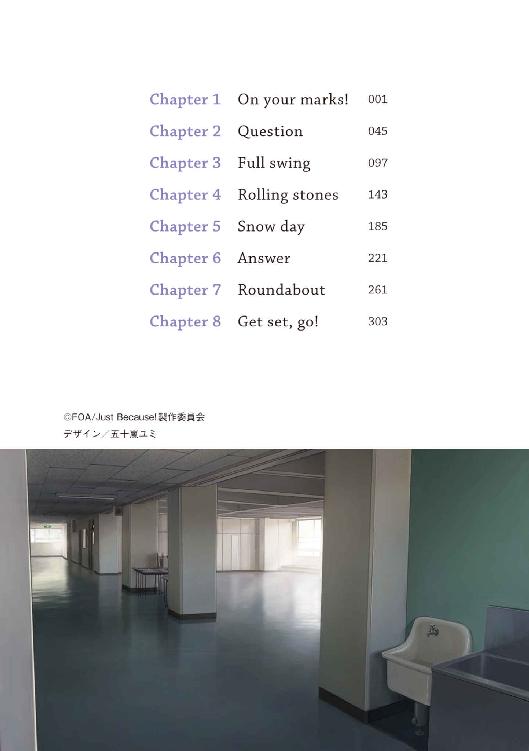 Chapter 1 On your marks! 001
Chapter 2 Question 045
Chapter 3 Full swing 097
Chapter 4 Rolling stones 143
Chapter 5 Snow day 185
Chapter 6 Answer 221
Chapter 7 Roundabout 261
Chapter 8 Get set, go! 303
©FOA/Just Because!製作委員会
デザイン／五十嵐ユミ